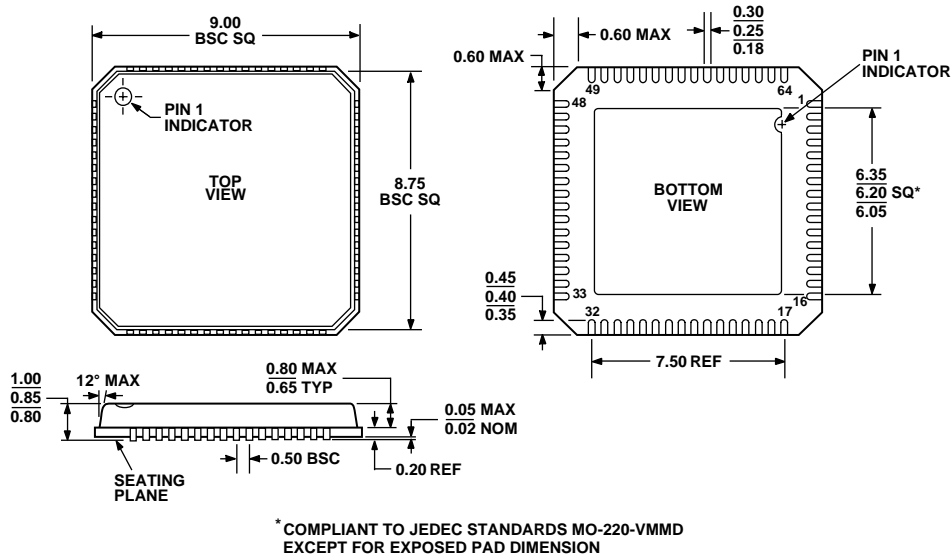 9.00
BSC SQ
PIN 1
INDICATOR
TOP
VIEW
8.75
BSC SQ
0.60 MAX
0.60 MAX
0.30
0.25
0.18
PIN 1
INDICATOR
49
64
48
1
BOTTOM
VIEW
6.35
6.20 SQ*
6.05
0.45
0.40
0.35
33
16
32
17
7.50 REF
1.00
0.85
0.80
12° MAX
0.80 MAX
0.65 TYP
0.05 MAX
0.02 NOM
0.50 BSC
0.20 REF
SEATING
PLANE
*COMPLIANT TO JEDEC STANDARDS MO-220-VMMD
EXCEPT FOR EXPOSED PAD DIMENSION